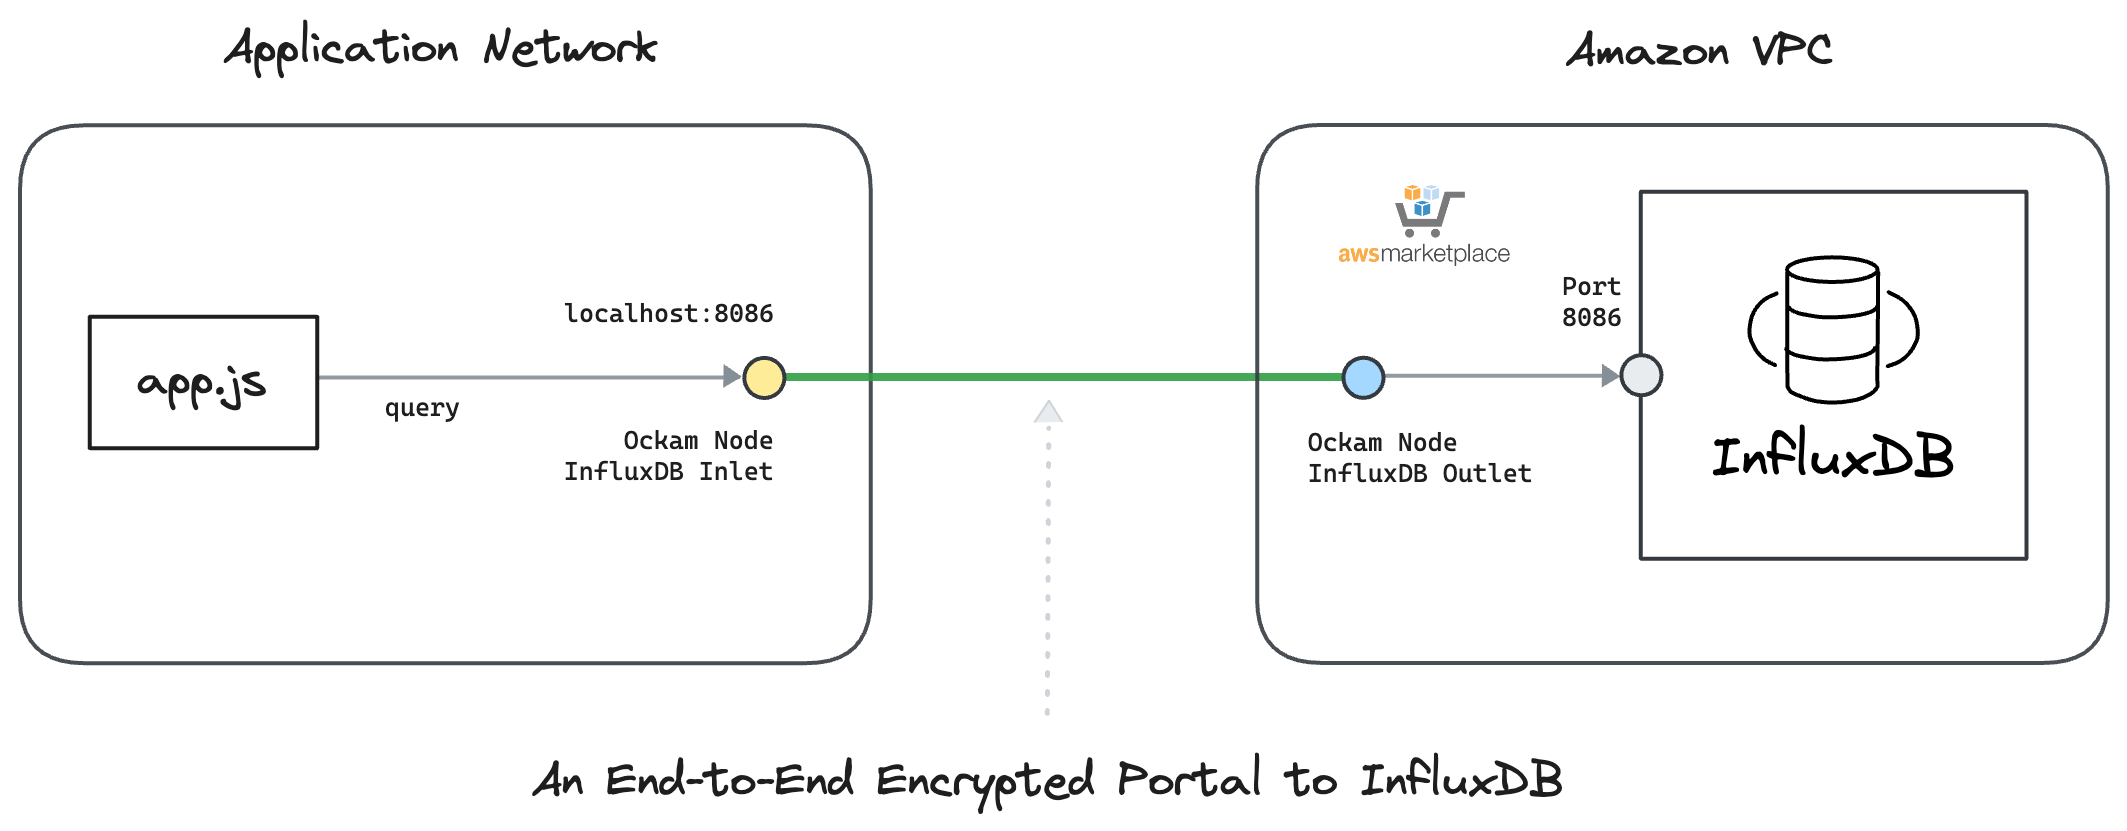 Application Network
Amazon VPC
awsmarketplace
Port
8086
localhost:8086
app.js
query
Ockam Node
InfluxDB Inlet
Ockam Node
InfluxDB Outlet
InfluxDB
An End-to-End Encrypted Portal to InfluxDB